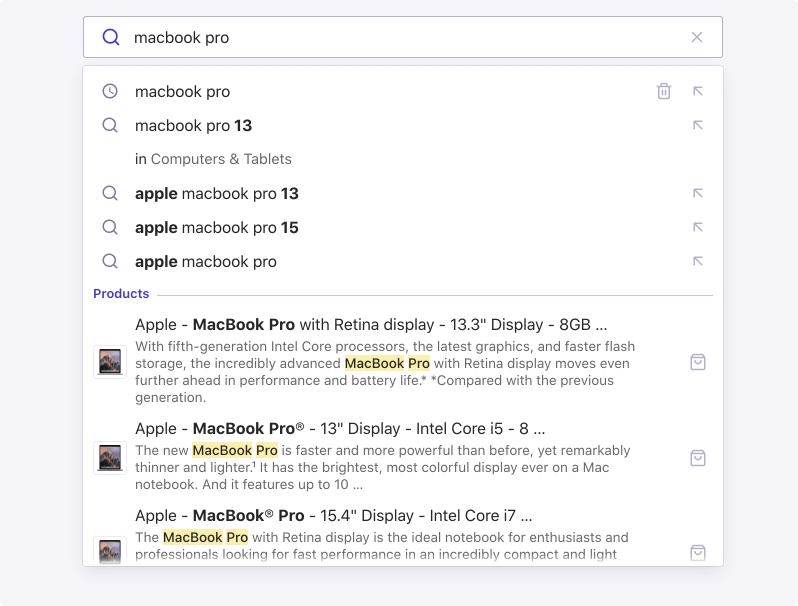 macbook pro
macbook pro
macbook pro 13
in Computers & Tablets
apple macbook pro 13
apple macbook pro 15
apple macbook pro
Products
Apple - MacBook Pro with Retina display - 13.3" Display - 8GB ...
With fifth-generation Intel Core processors, the latest graphics, and faster flash
storage, the incredibly advanced MacBook Pro with Retina display moves even
further ahead in performance and battery life.* *Compared with the previous
generation.
Apple - MacBook Pro® - 13" Display - Intel Core i5 - 8 ...
The new MacBook Pro is faster and more powerful than before, yet remarkably
thinner and lighter.¹ It has the brightest, most colorful display ever on a Mac
notebook. And it features up to 10 ...
Apple - MacBook® Pro - 15.4" Display - Intel Core i7 ...
The MacBook Pro with Retina display is the ideal notebook for enthusiasts and
professionals looking for fast performance in an incredibly compact and light